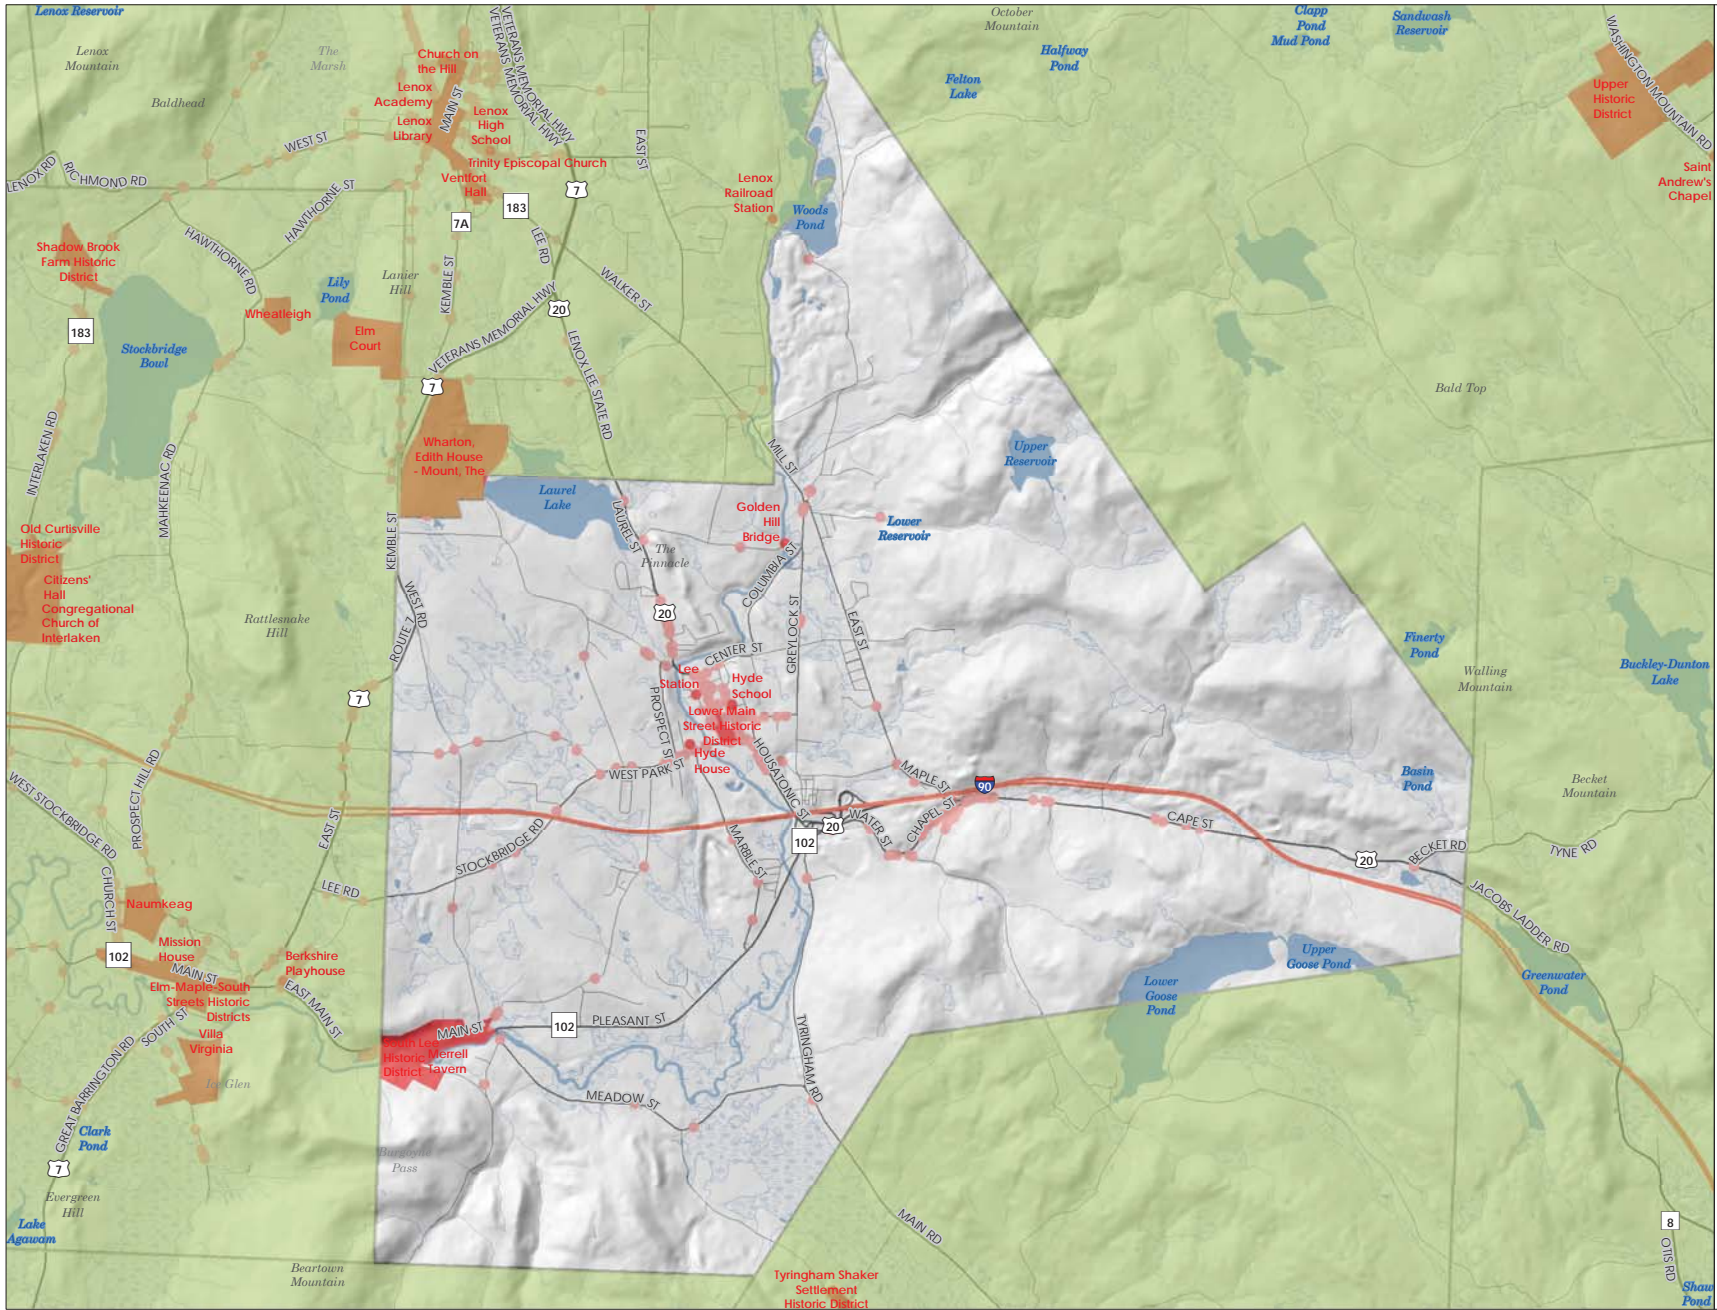 Lenox Reservoir
October
Mountain
Clapp
Pond
Mud Pond
Sandwash
Reservoir
Lenox
Mountain
The
Marsh
Church on
the Hill
VETERANS MEMORIAL HWY
VETERANS MEMORIAL HWY
Halfway
Pond
Felton
Lake
WASHINGTON MOUNTAIN RD
Upper
Historic
District
Baldhead
Lenox
Academy
MAIN ST
Lenox
Library
Lenox
High
School
WEST ST
EAST ST
Trinity Episcopal Church
LENOX RD
RICHMOND RD
Ventfort
Hall
HAWTHORNE ST
7
183
7A
Lenox
Railroad
Station
Woods
Pond
Saint
Andrew's
Chapel
HAWTHORNE RD
LEE RD
Shadow Brook
Farm Historic
District
Lanier
Hill
KEMBLE ST
WALKER ST
Lily
Pond
Wheatleigh
183
Elm
Court
VETERANS MEMORIAL HWY
20
LENOX LEE STATE RD
Stockbridge
Bowl
7
Bald Top
INTERLAKEN RD
MAHKEENAC RD
Wharton,
Edith House
- Mount, The
MILL ST
Upper
Reservoir
Laurel
Lake
Golden
Hill
Bridge
LAUREL ST
Lower
Reservoir
Old Curtisville
Historic
District
KEMBLE ST
The
Pinnacle
COLUMBIA ST
Citizens'
Hall
Congregational
Church of
Interlaken
Rattlesnake
Hill
WEST RD
ROUTE 7
20
GREYLOCK ST
EAST ST
CENTER ST
Finerty
Pond
Walling
Mountain
Buckley-Dunton
Lake
Lee
Station
Hyde
School
7
PROSPECT ST
Lower Main
Street Historic
District
Hyde
House
HOUSATONIC ST
WEST PARK ST
MAPLE ST
90
Basin
Pond
Becket
Mountain
WEST STOCKBRIDGE RD
PROSPECT HILL RD
EAST ST
STOCKBRIDGE RD
MARBLE ST
20
102
WATER ST
CHAPEL ST
CAPE ST
20
BECKET RD
TYNE RD
LEE RD
CHURCH ST
Naumkeag
JACOBS LADDER RD
Mission
House
102
MAIN ST
Berkshire
Playhouse
Elm-Maple-South
Streets Historic
Districts
SOUTH ST
EAST MAIN ST
Upper
Goose Pond
Lower
Goose
Pond
Greenwater
Pond
Villa
Virginia
MAIN ST
102
PLEASANT ST
South Lee
Historic
District
Merrell
Tavern
TYRINGHAM RD
Ice Glen
GREAT BARRINGTON RD
MEADOW ST
Clark
Pond
Burgoyne
Pass
7
Evergreen
Hill
Lake
Agawam
MAIN RD
8
OTIS RD
Beartown
Mountain
Tyringham Shaker
Settlement
Historic District
Shaw
Pond